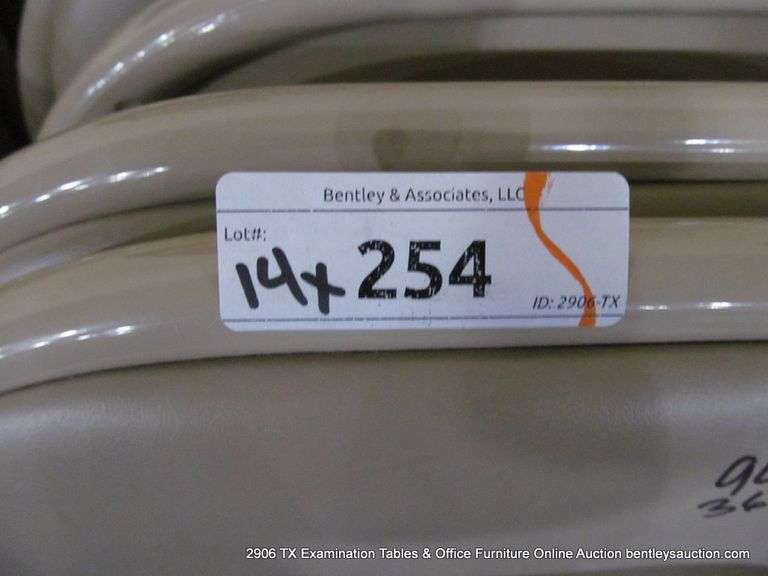 Bentley & Associates, LLC
Lot#:
14x 254
ID: 2906-TX
36
2906 TX Examination Tables & Office Furniture Online Auction bentleysauction.com